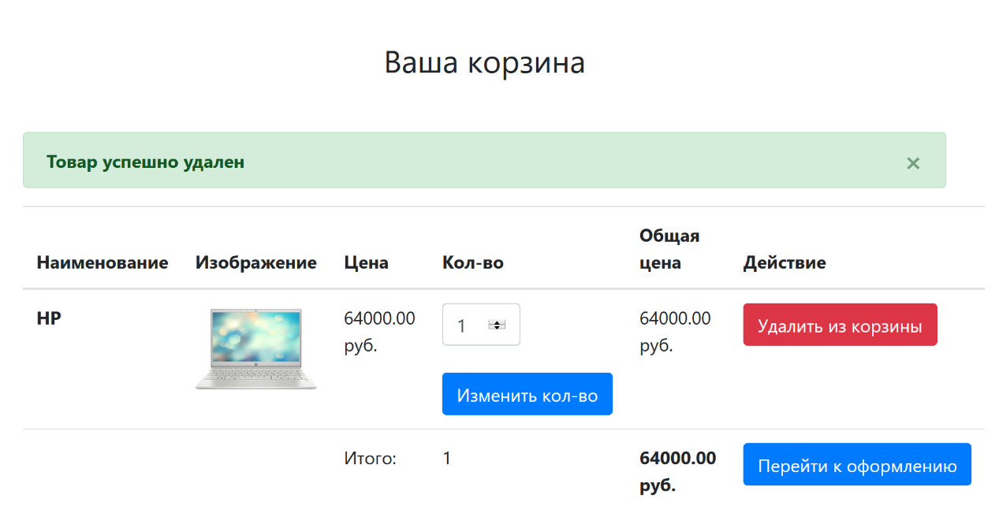 Ваша корзина
Товар успешно удален ×
Наименование Изображение Цена Кол-во Общая цена Действие
HP 64000.00 руб. 1 64000.00 руб. Удалить из корзины
Изменить кол-во
Итого: 1 64000.00 руб. Перейти к оформлению